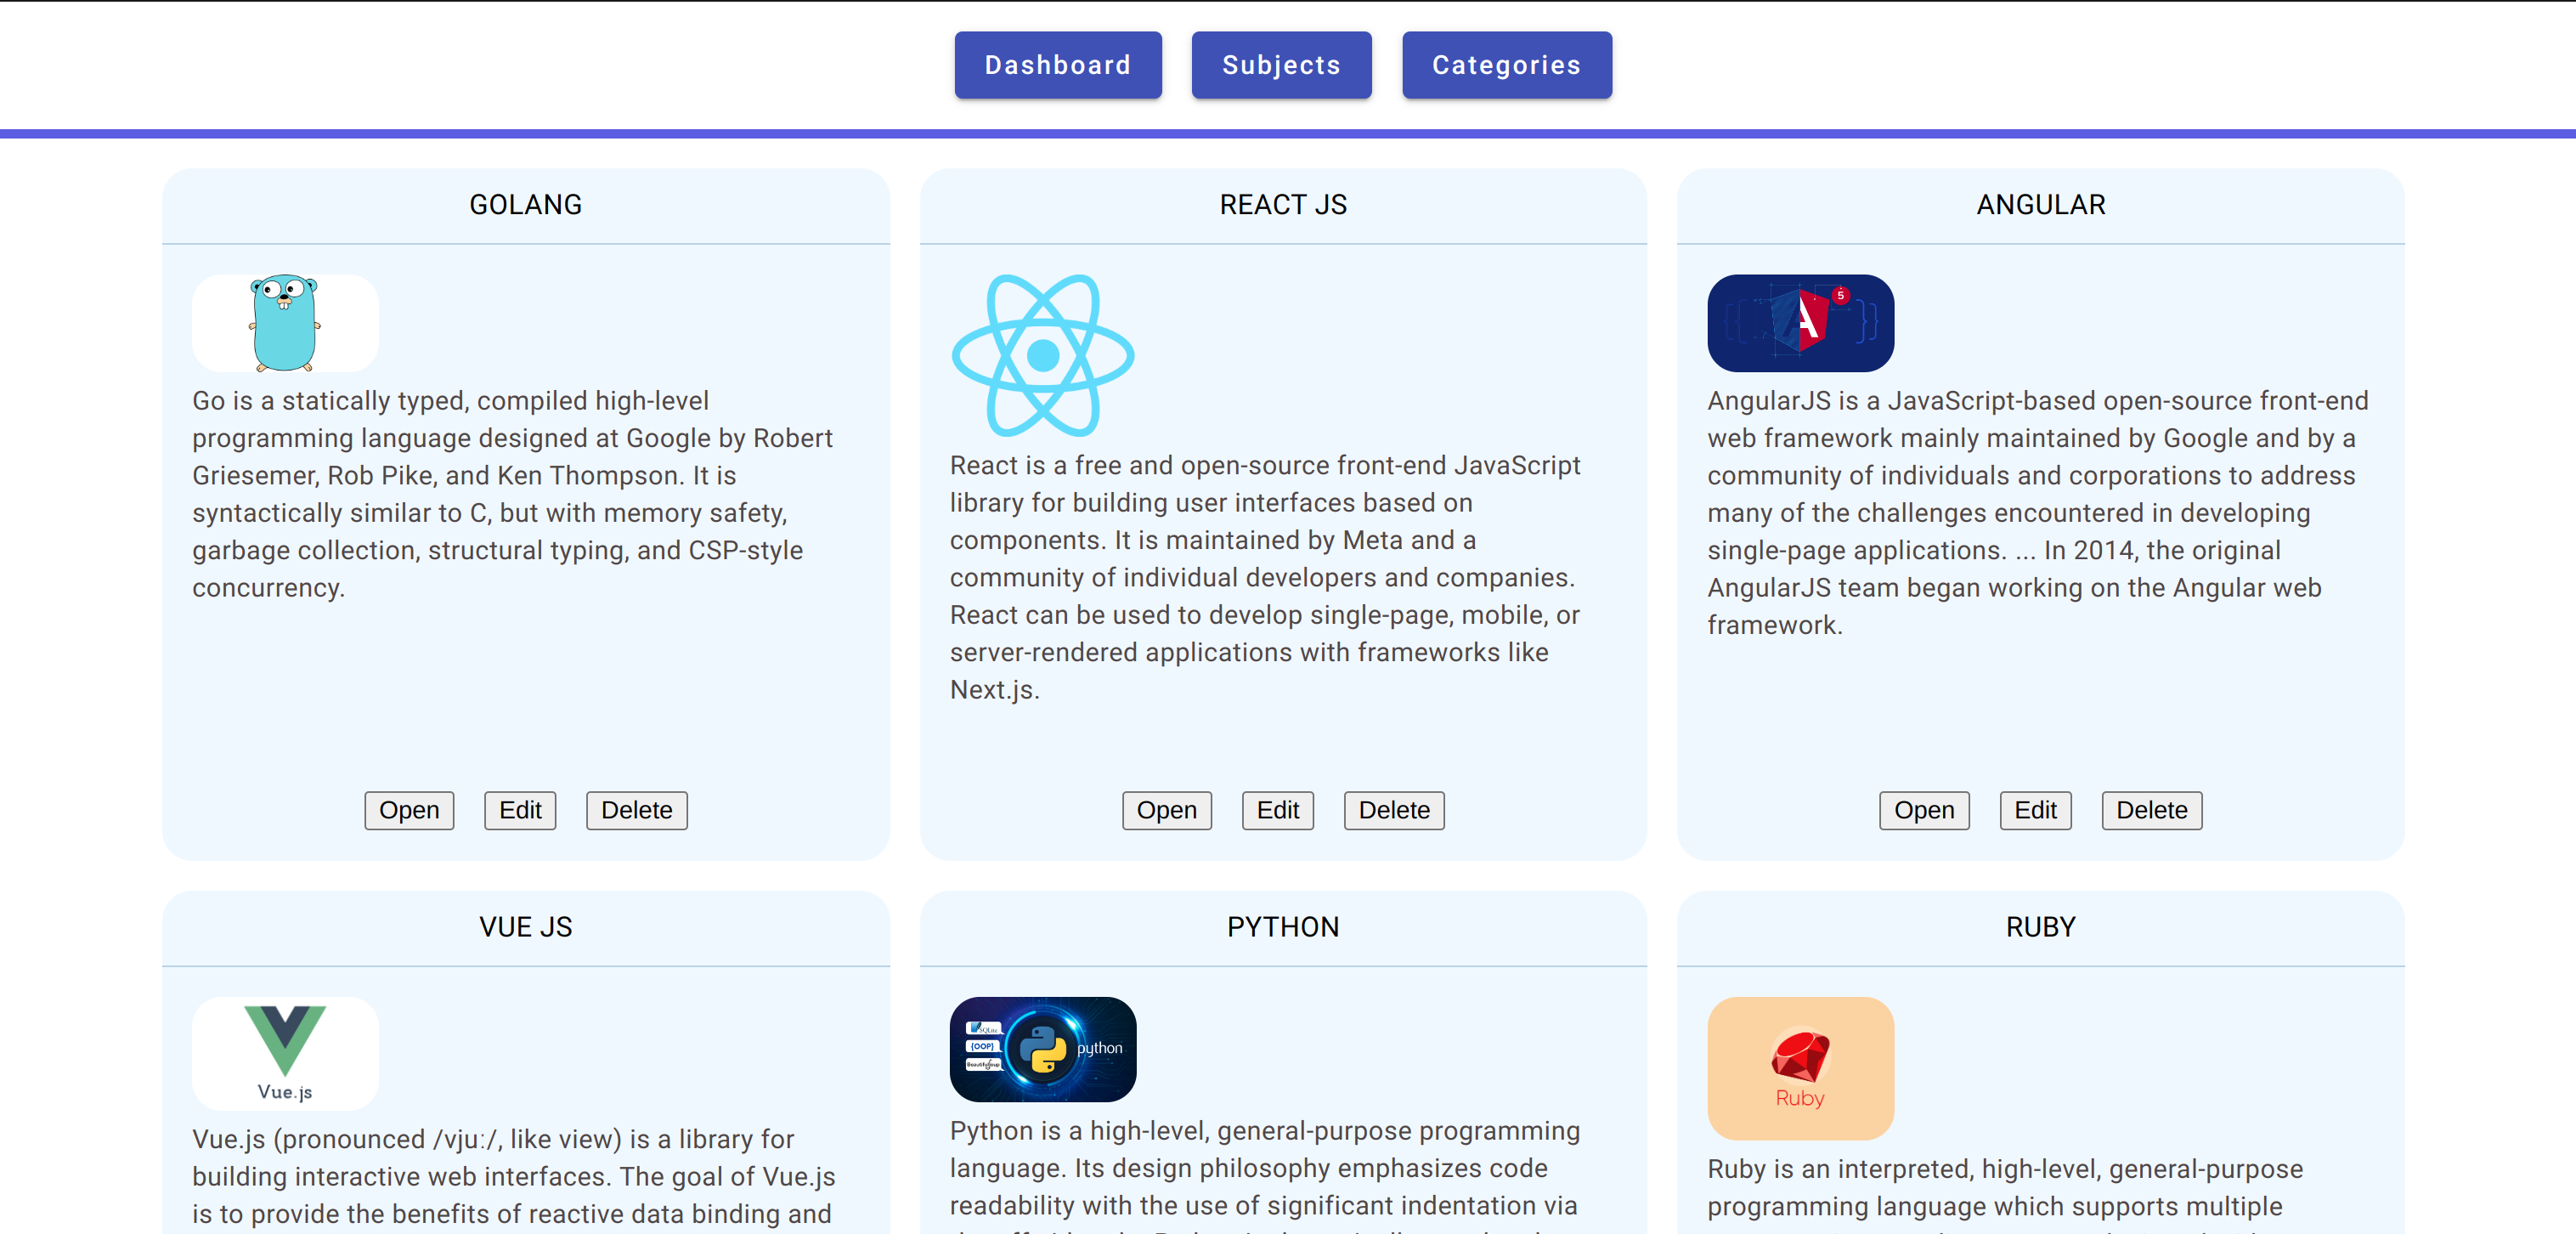 Dashboard
Subjects
Categories
GOLANG
Go is a statically typed, compiled high-level
programming language designed at Google by Robert
Griesemer, Rob Pike, and Ken Thompson. It is
syntactically similar to C, but with memory safety,
garbage collection, structural typing, and CSP-style
concurrency.
Open
Edit
Delete
REACT JS
React is a free and open-source front-end JavaScript
library for building user interfaces based on
components. It is maintained by Meta and a
community of individual developers and companies.
React can be used to develop single-page, mobile, or
server-rendered applications with frameworks like
Next.js.
Open
Edit
Delete
ANGULAR
5
A
AngularJS is a JavaScript-based open-source front-end
web framework mainly maintained by Google and by a
community of individuals and corporations to address
many of the challenges encountered in developing
single-page applications. ... In 2014, the original
AngularJS team began working on the Angular web
framework.
Open
Edit
Delete
VUE JS
Vue.js
Vue.js (pronounced /vjuː/, like view) is a library for
building interactive web interfaces. The goal of Vue.js
is to provide the benefits of reactive data binding and
PYTHON
SQLite
{OOP}
BeautifulSoup
python
Python is a high-level, general-purpose programming
language. Its design philosophy emphasizes code
readability with the use of significant indentation via
RUBY
Ruby
Ruby is an interpreted, high-level, general-purpose
programming language which supports multiple